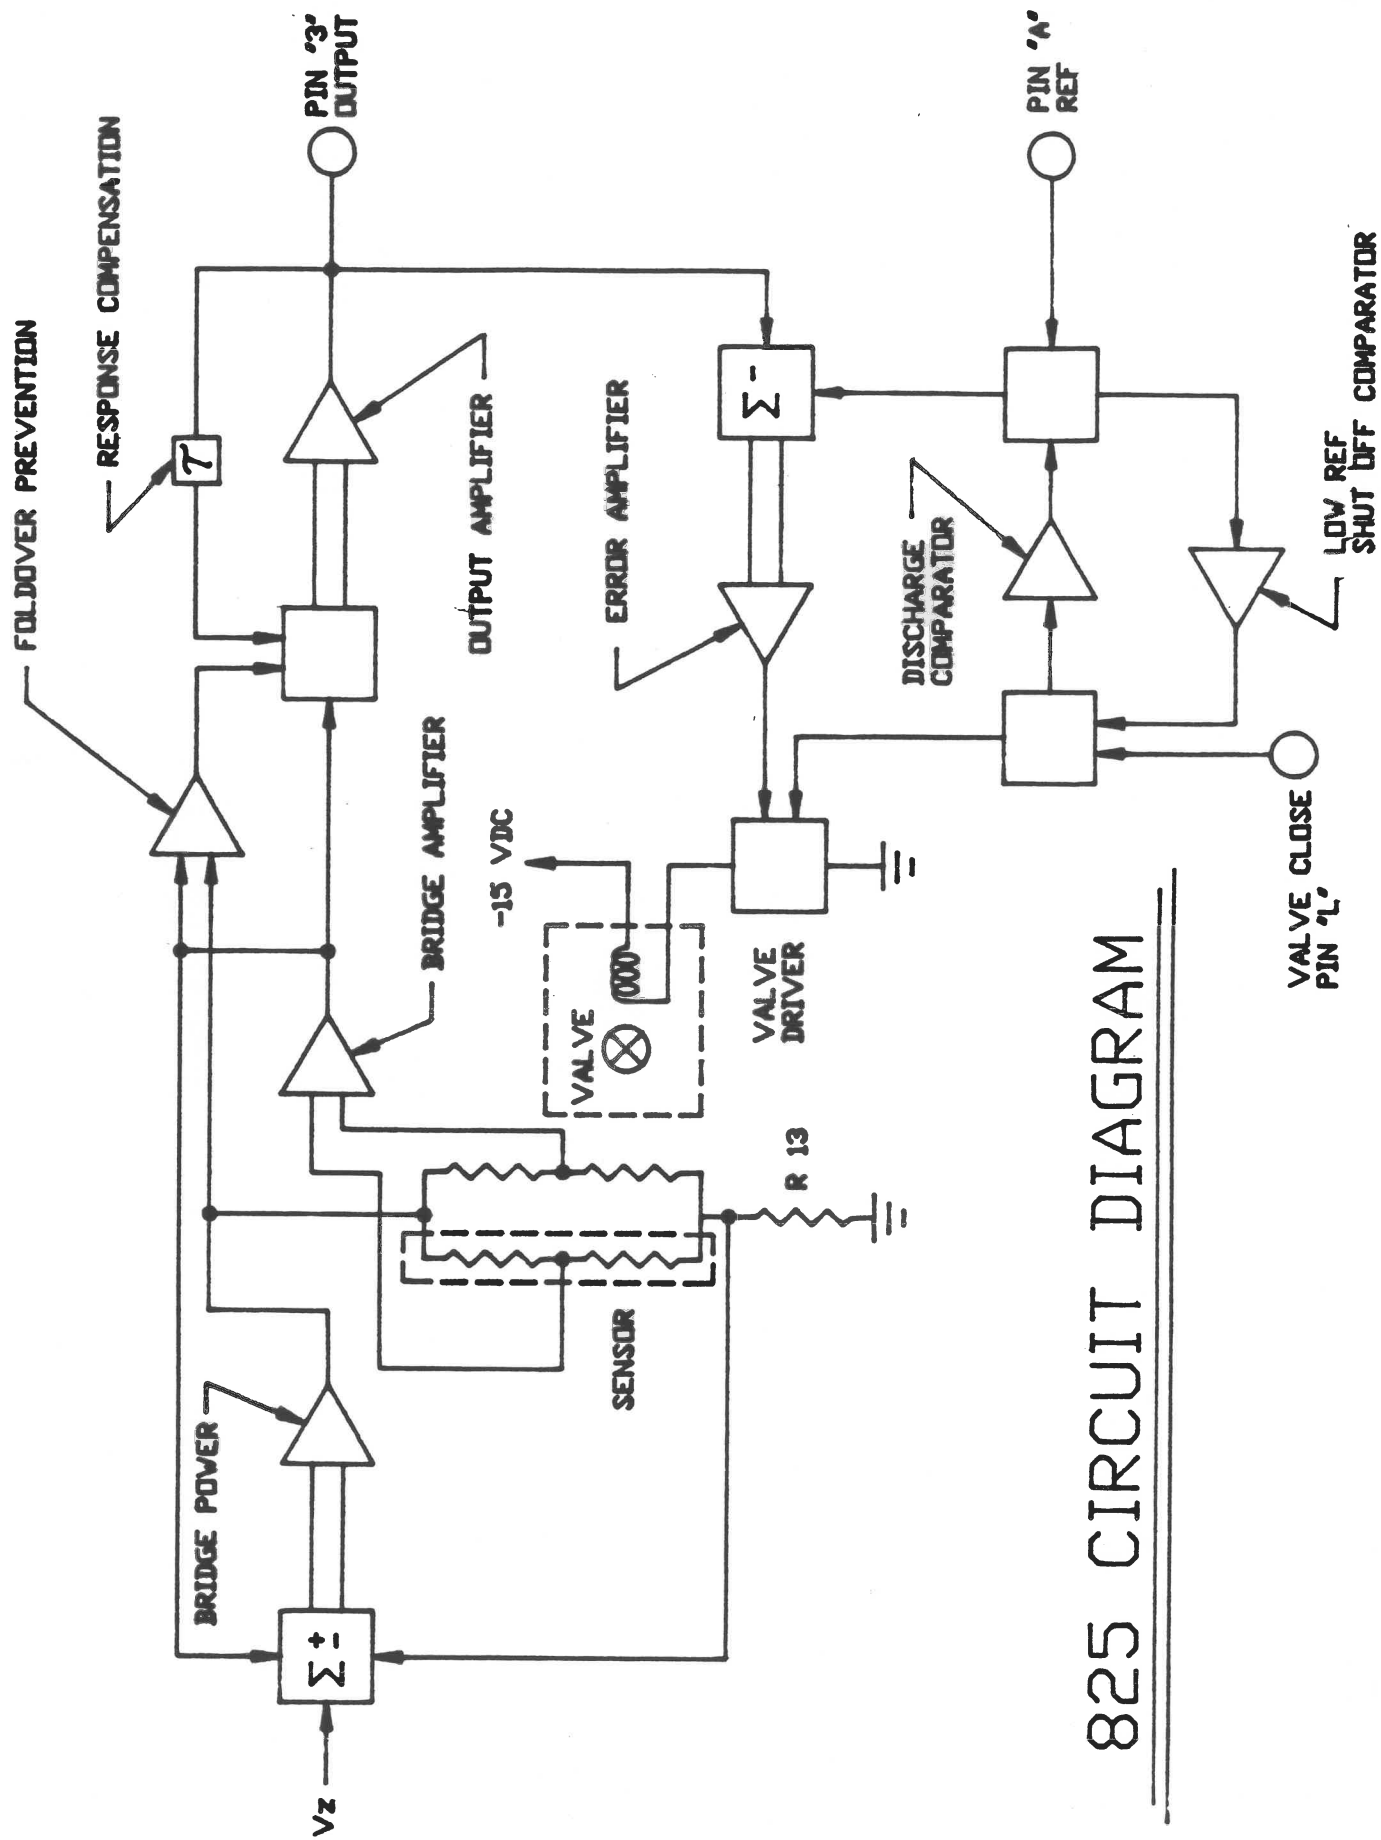 FOLDOVER PREVENTION
RESPONSE COMPENSATION
τ
PIN "3"
OUTPUT
OUTPUT AMPLIFIER
BRIDGE POWER
BRIDGE AMPLIFIER
Vz
Σ ±
SENSOR
R 13
-15 VDC
VALVE
VALVE
DRIVER
ERROR AMPLIFIER
Σ -
DISCHARGE
COMPARATOR
PIN "A"
REF
LOW REF
SHUT OFF COMPARATOR
VALVE CLOSE
PIN "L"
825 CIRCUIT DIAGRAM